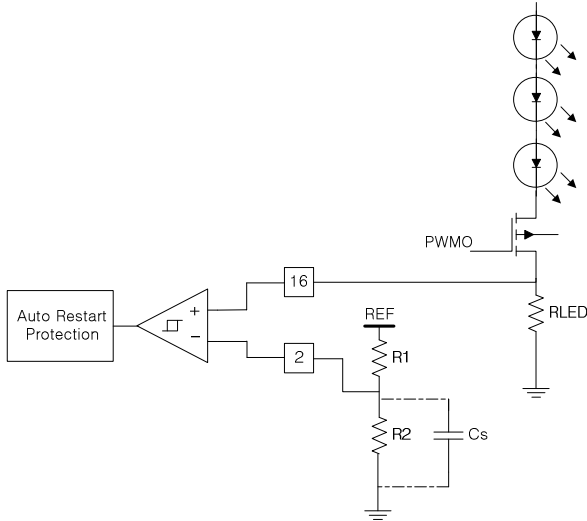 PWMO
16
RLED
Auto Restart
Protection
+
−
REF
2
R1
R2
Cs